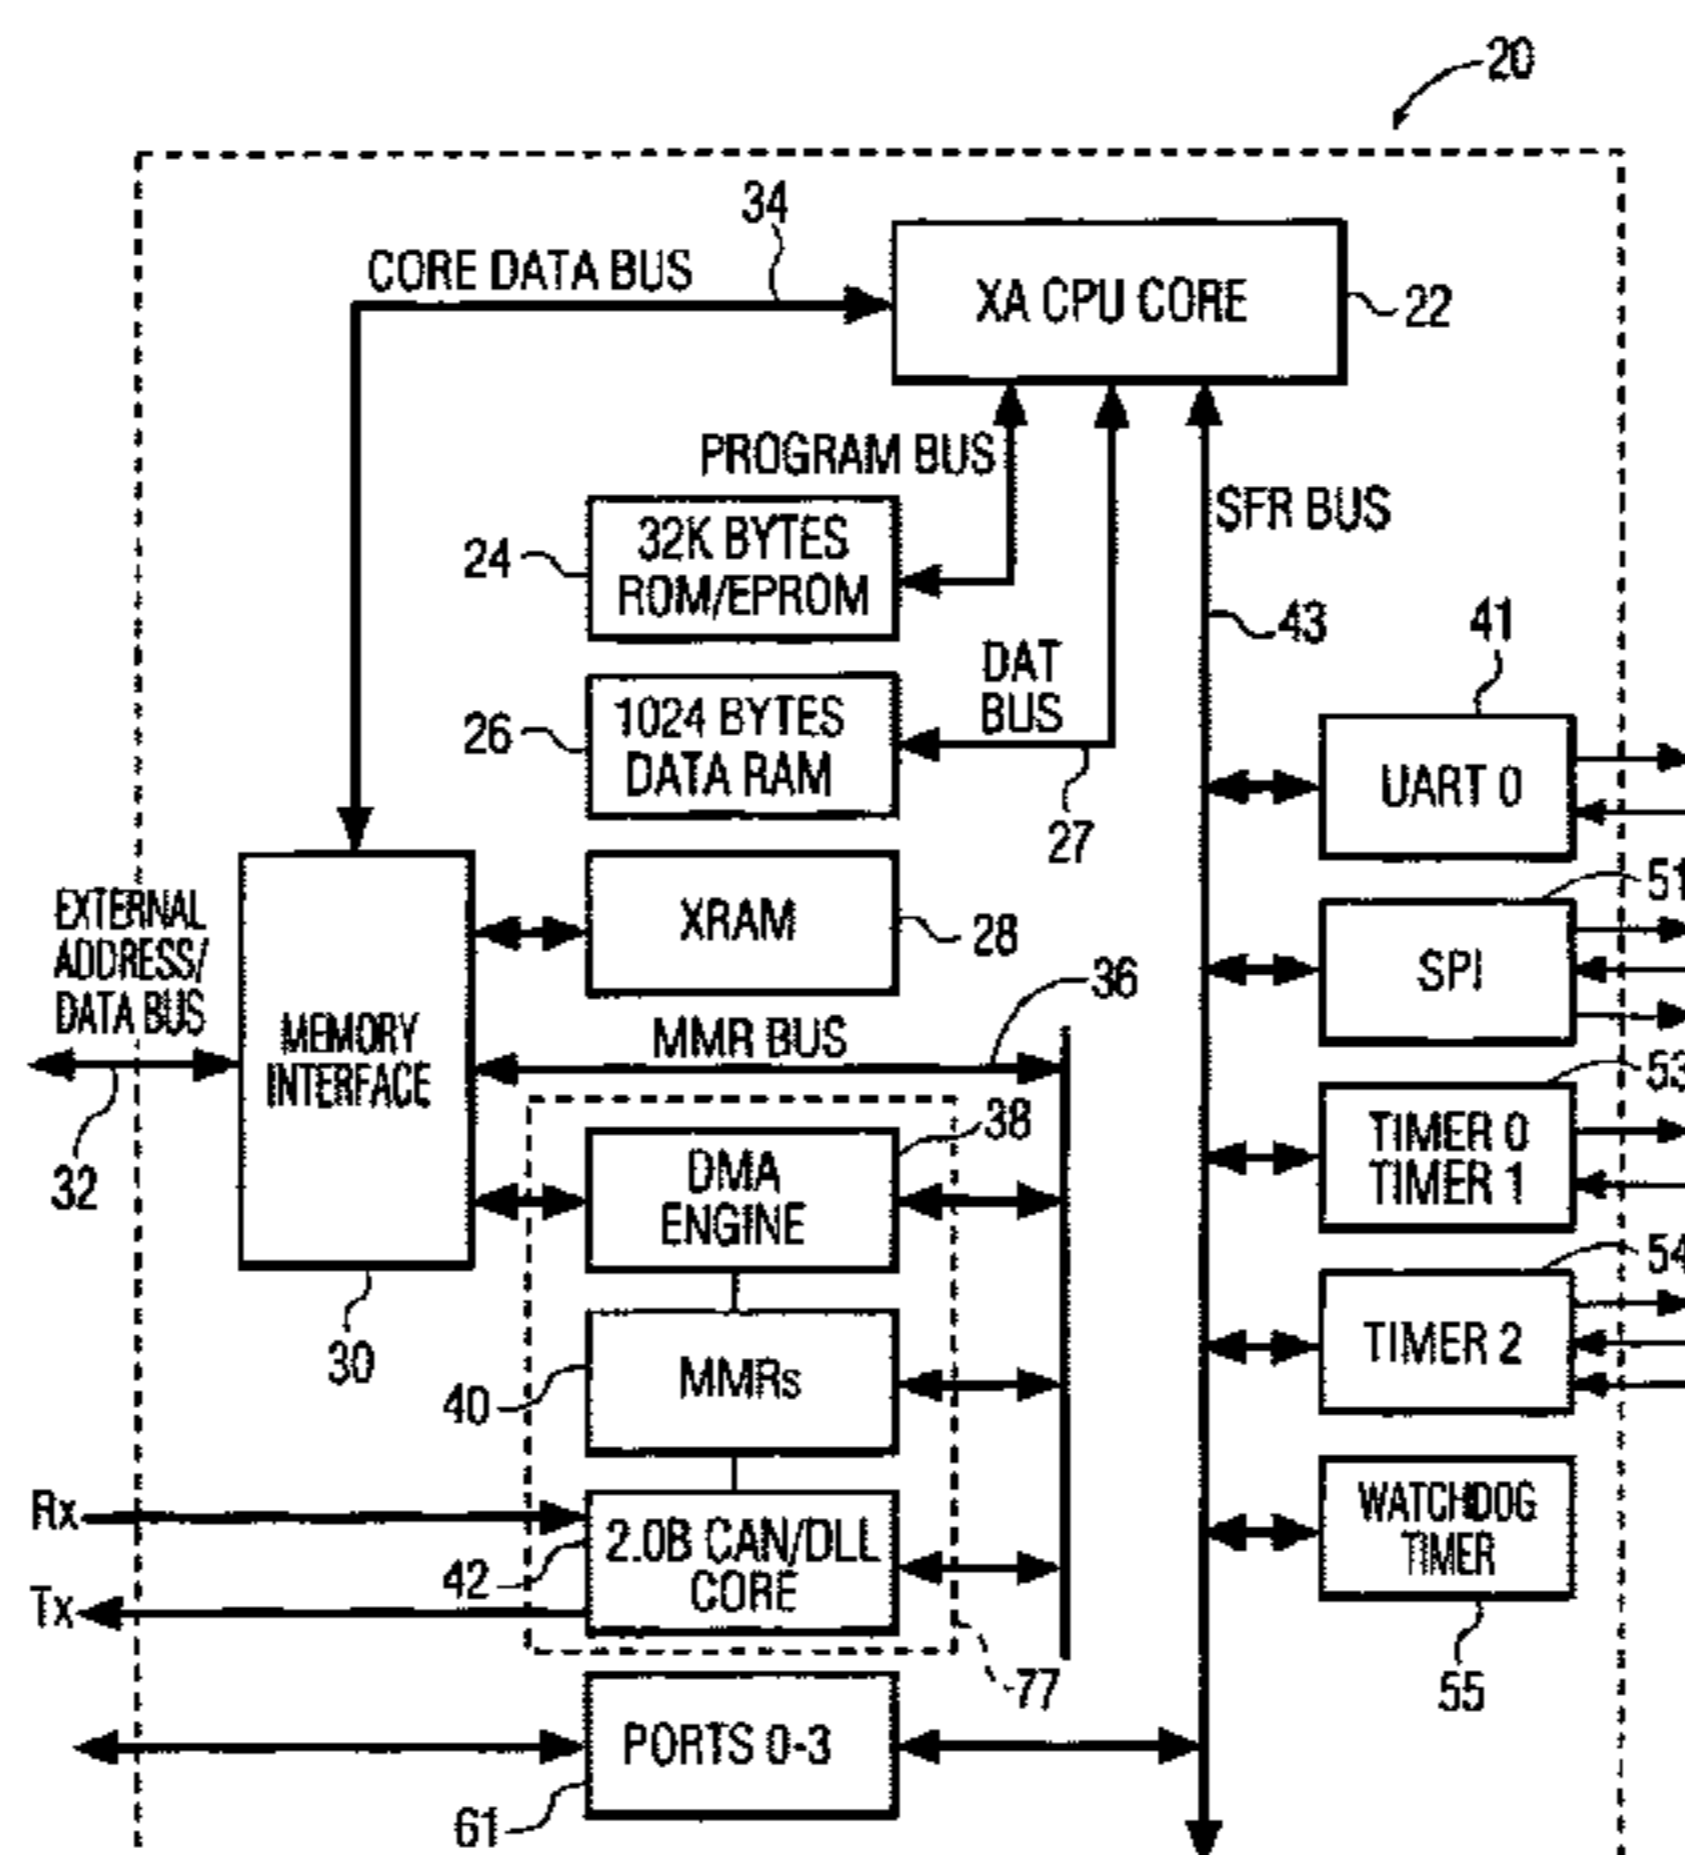 20
34
CORE DATA BUS
XA CPU CORE
22
PROGRAM BUS
SFR BUS
24
32K BYTES
ROM/EPROM
43
41
DAT
BUS
26
1024 BYTES
DATA RAM
27
UART 0
EXTERNAL
ADDRESS/
DATA BUS
XRAM
28
51
SPI
36
MEMORY
INTERFACE
MMR BUS
53
32
38
DMA
ENGINE
TIMER 0
TIMER 1
54
30
40
MMRs
TIMER 2
Rx
42
2.0B CAN/DLL
CORE
WATCHDOG
TIMER
Tx
77
55
PORTS 0-3
61